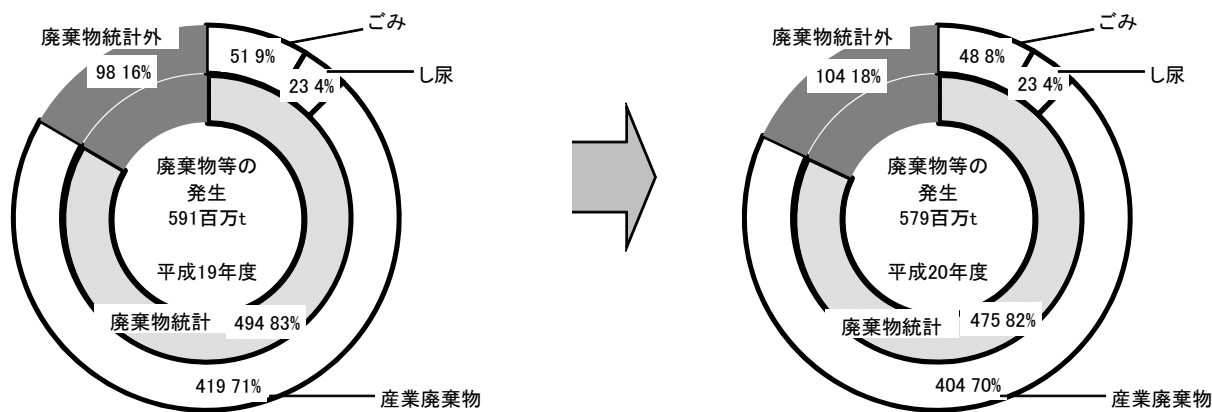 ごみ
廃棄物統計外
51 9%
98 16%
し尿
23 4%
廃棄物等の
発生
591百万t
平成19年度
廃棄物統計
494 83%
419 71%
産業廃棄物
ごみ
廃棄物統計外
48 8%
104 18%
し尿
23 4%
廃棄物等の
発生
579百万t
平成20年度
廃棄物統計
475 82%
404 70%
産業廃棄物